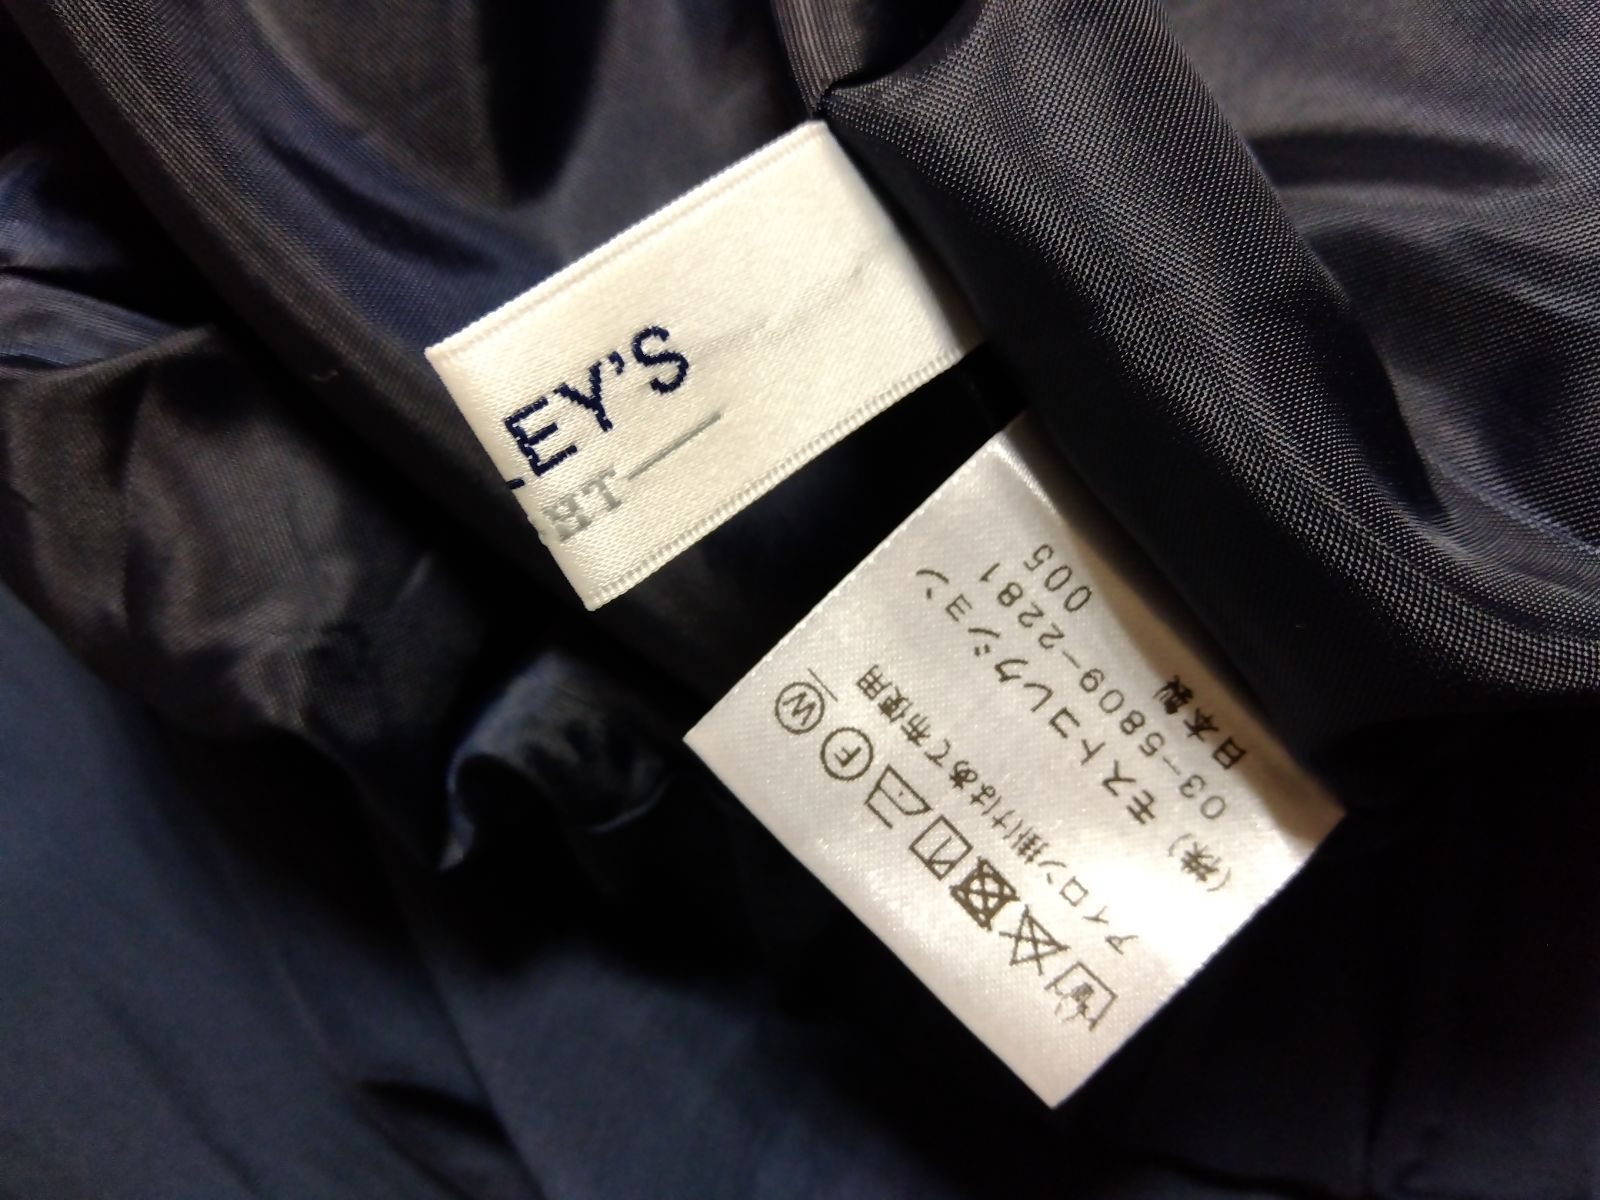 LEY'S
HT
アイロン掛けはあて布使用
(株) モストコレクション
03-5809-2281
日本製 005